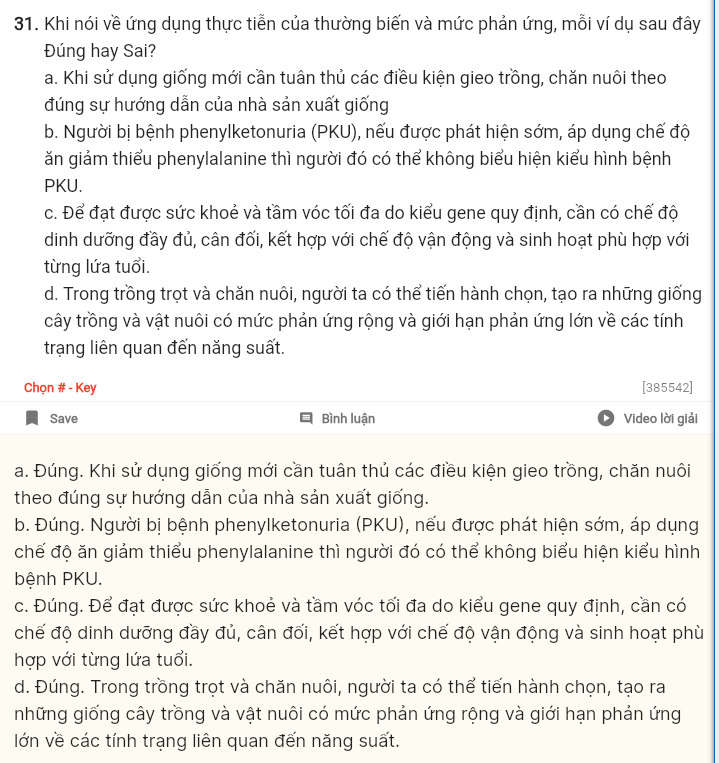 31. Khi nói về ứng dụng thực tiễn của thường biến và mức phản ứng, mỗi ví dụ sau đây
Đúng hay Sai?
a. Khi sử dụng giống mới cần tuân thủ các điều kiện gieo trồng, chăn nuôi theo
đúng sự hướng dẫn của nhà sản xuất giống
b. Người bị bệnh phenylketonuria (PKU), nếu được phát hiện sớm, áp dụng chế độ
ăn giảm thiểu phenylalanine thì người đó có thể không biểu hiện kiểu hình bệnh
PKU.
c. Để đạt được sức khoẻ và tầm vóc tối đa do kiểu gene quy định, cần có chế độ
dinh dưỡng đầy đủ, cân đối, kết hợp với chế độ vận động và sinh hoạt phù hợp với
từng lứa tuổi.
d. Trong trồng trọt và chăn nuôi, người ta có thể tiến hành chọn, tạo ra những giống
cây trồng và vật nuôi có mức phản ứng rộng và giới hạn phản ứng lớn về các tính
trạng liên quan đến năng suất.
Chọn # - Key [385542]
Save Bình luận Video lời giải
a. Đúng. Khi sử dụng giống mới cần tuân thủ các điều kiện gieo trồng, chăn nuôi
theo đúng sự hướng dẫn của nhà sản xuất giống.
b. Đúng. Người bị bệnh phenylketonuria (PKU), nếu được phát hiện sớm, áp dụng
chế độ ăn giảm thiểu phenylalanine thì người đó có thể không biểu hiện kiểu hình
bệnh PKU.
c. Đúng. Để đạt được sức khoẻ và tầm vóc tối đa do kiểu gene quy định, cần có
chế độ dinh dưỡng đầy đủ, cân đối, kết hợp với chế độ vận động và sinh hoạt phù
hợp với từng lứa tuổi.
d. Đúng. Trong trồng trọt và chăn nuôi, người ta có thể tiến hành chọn, tạo ra
những giống cây trồng và vật nuôi có mức phản ứng rộng và giới hạn phản ứng
lớn về các tính trạng liên quan đến năng suất.